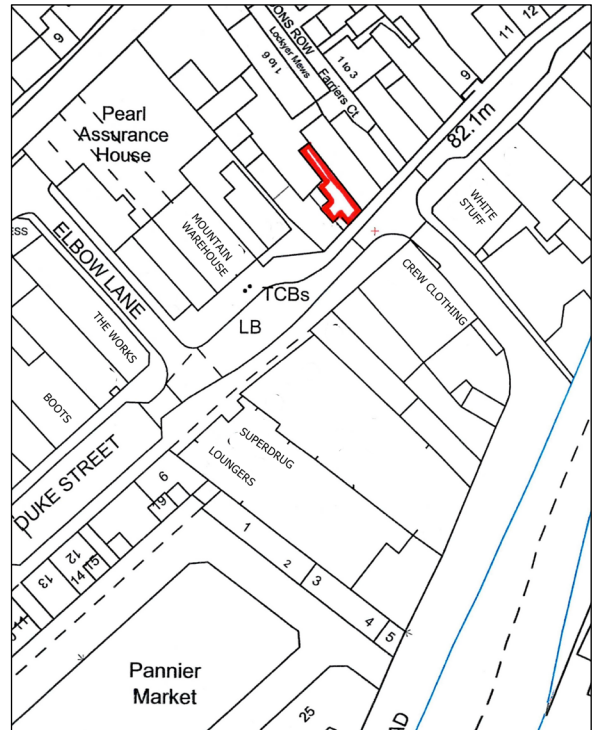 9
ONS ROW
Lockyer Mews
1 to 6
1 to 3
Farriers Ct
9
11
12
82.1m
Pearl
Assurance
House
WHITE
STUFF
MOUNTAIN
WAREHOUSE
ESS
ELBOW LANE
TCBs
LB
CREW CLOTHING
THE WORKS
BOOTS
DUKE STREET
SUPERDRUG
LOUNGERS
6
19
1
2
3
4
5
12
13
14
15
11
Pannier
Market
25
AD